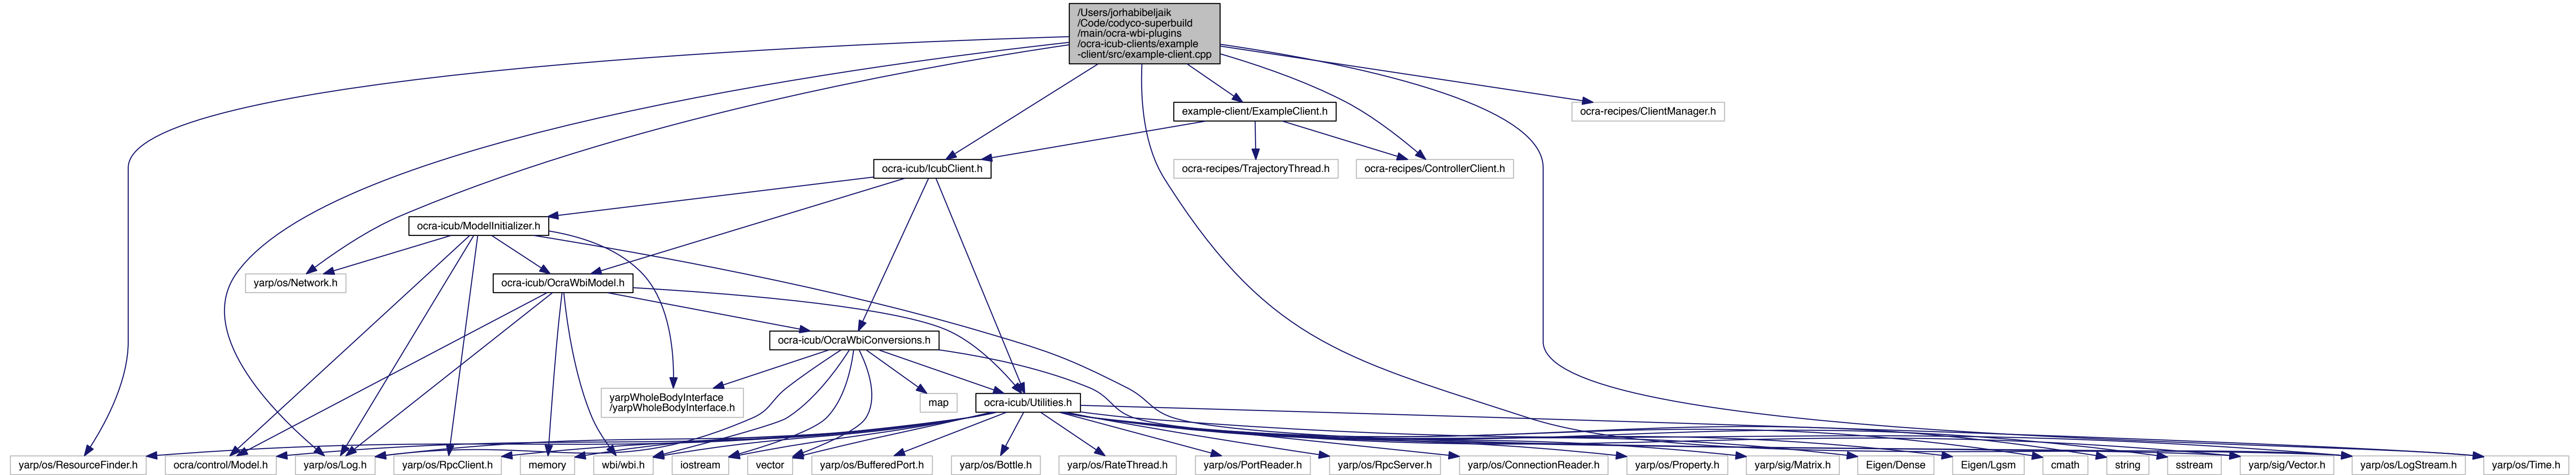 /Users/jorhabibeljaik
/Code/codyco-superbuild
/main/ocra-wbi-plugins
/ocra-icub-clients/example
-client/src/example-client.cpp
example-client/ExampleClient.h
ocra-recipes/ClientManager.h
ocra-icub/IcubClient.h
ocra-recipes/TrajectoryThread.h
ocra-recipes/ControllerClient.h
ocra-icub/ModelInitializer.h
yarp/os/Network.h
ocra-icub/OcraWbiModel.h
ocra-icub/OcraWbiConversions.h
yarpWholeBodyInterface
/yarpWholeBodyInterface.h
map
ocra-icub/Utilities.h
yarp/os/ResourceFinder.h
ocra/control/Model.h
yarp/os/Log.h
yarp/os/RpcClient.h
memory
wbi/wbi.h
iostream
vector
yarp/os/BufferedPort.h
yarp/os/Bottle.h
yarp/os/RateThread.h
yarp/os/PortReader.h
yarp/os/RpcServer.h
yarp/os/ConnectionReader.h
yarp/os/Property.h
yarp/sig/Matrix.h
Eigen/Dense
Eigen/Lgsm
cmath
string
sstream
yarp/sig/Vector.h
yarp/os/LogStream.h
yarp/os/Time.h